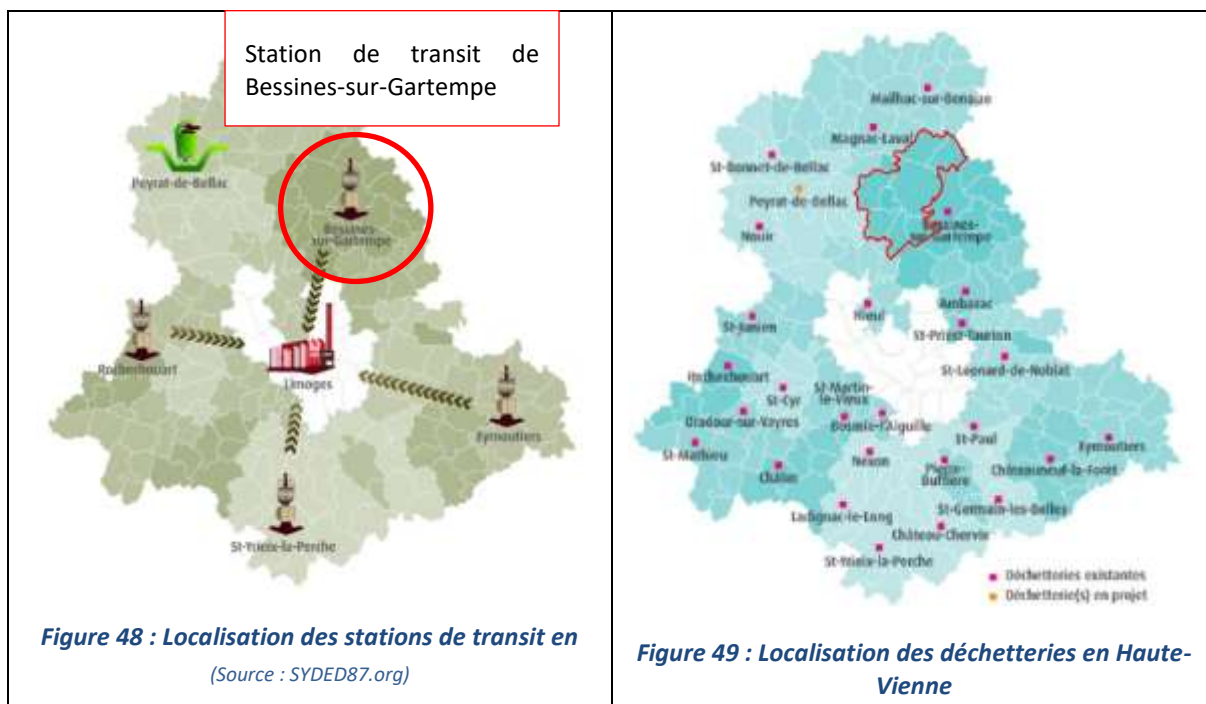 Station de transit de
Bessines-sur-Gartempe
Peyrat-de-Bellac
Bessines-
sur-Gartempe
Rochechouart
Limoges
Eymoutiers
St-Yrieix-la-Perche
Figure 48 : Localisation des stations de transit en
(Source : SYDED87.org)
Mailhac-sur-Benaize
Magnac-Laval
St-Bonnet-de-Bellac
Peyrat-de-Bellac
Bessines-
sur-Gartempe
Nouic
Ambazac
Nieul
St-Junien
St-Priest-Taurion
St-Léonard-de-Noblat
Rochechouart
St-Cyr
St-Martin-
le-Vieux
Oradour-sur-Vayres
Bosmie-l'Aiguille
St-Paul
Eymoutiers
St-Mathieu
Châlus
Nexon
Pierre-
Buffière
Châteauneuf-la-Forêt
Ladignac-le-Long
St-Germain-les-Belles
Château-Chervix
St-Yrieix-la-Perche
Déchetteries existantes
Déchetterie(s) en projet
Figure 49 : Localisation des déchetteries en Haute-
Vienne